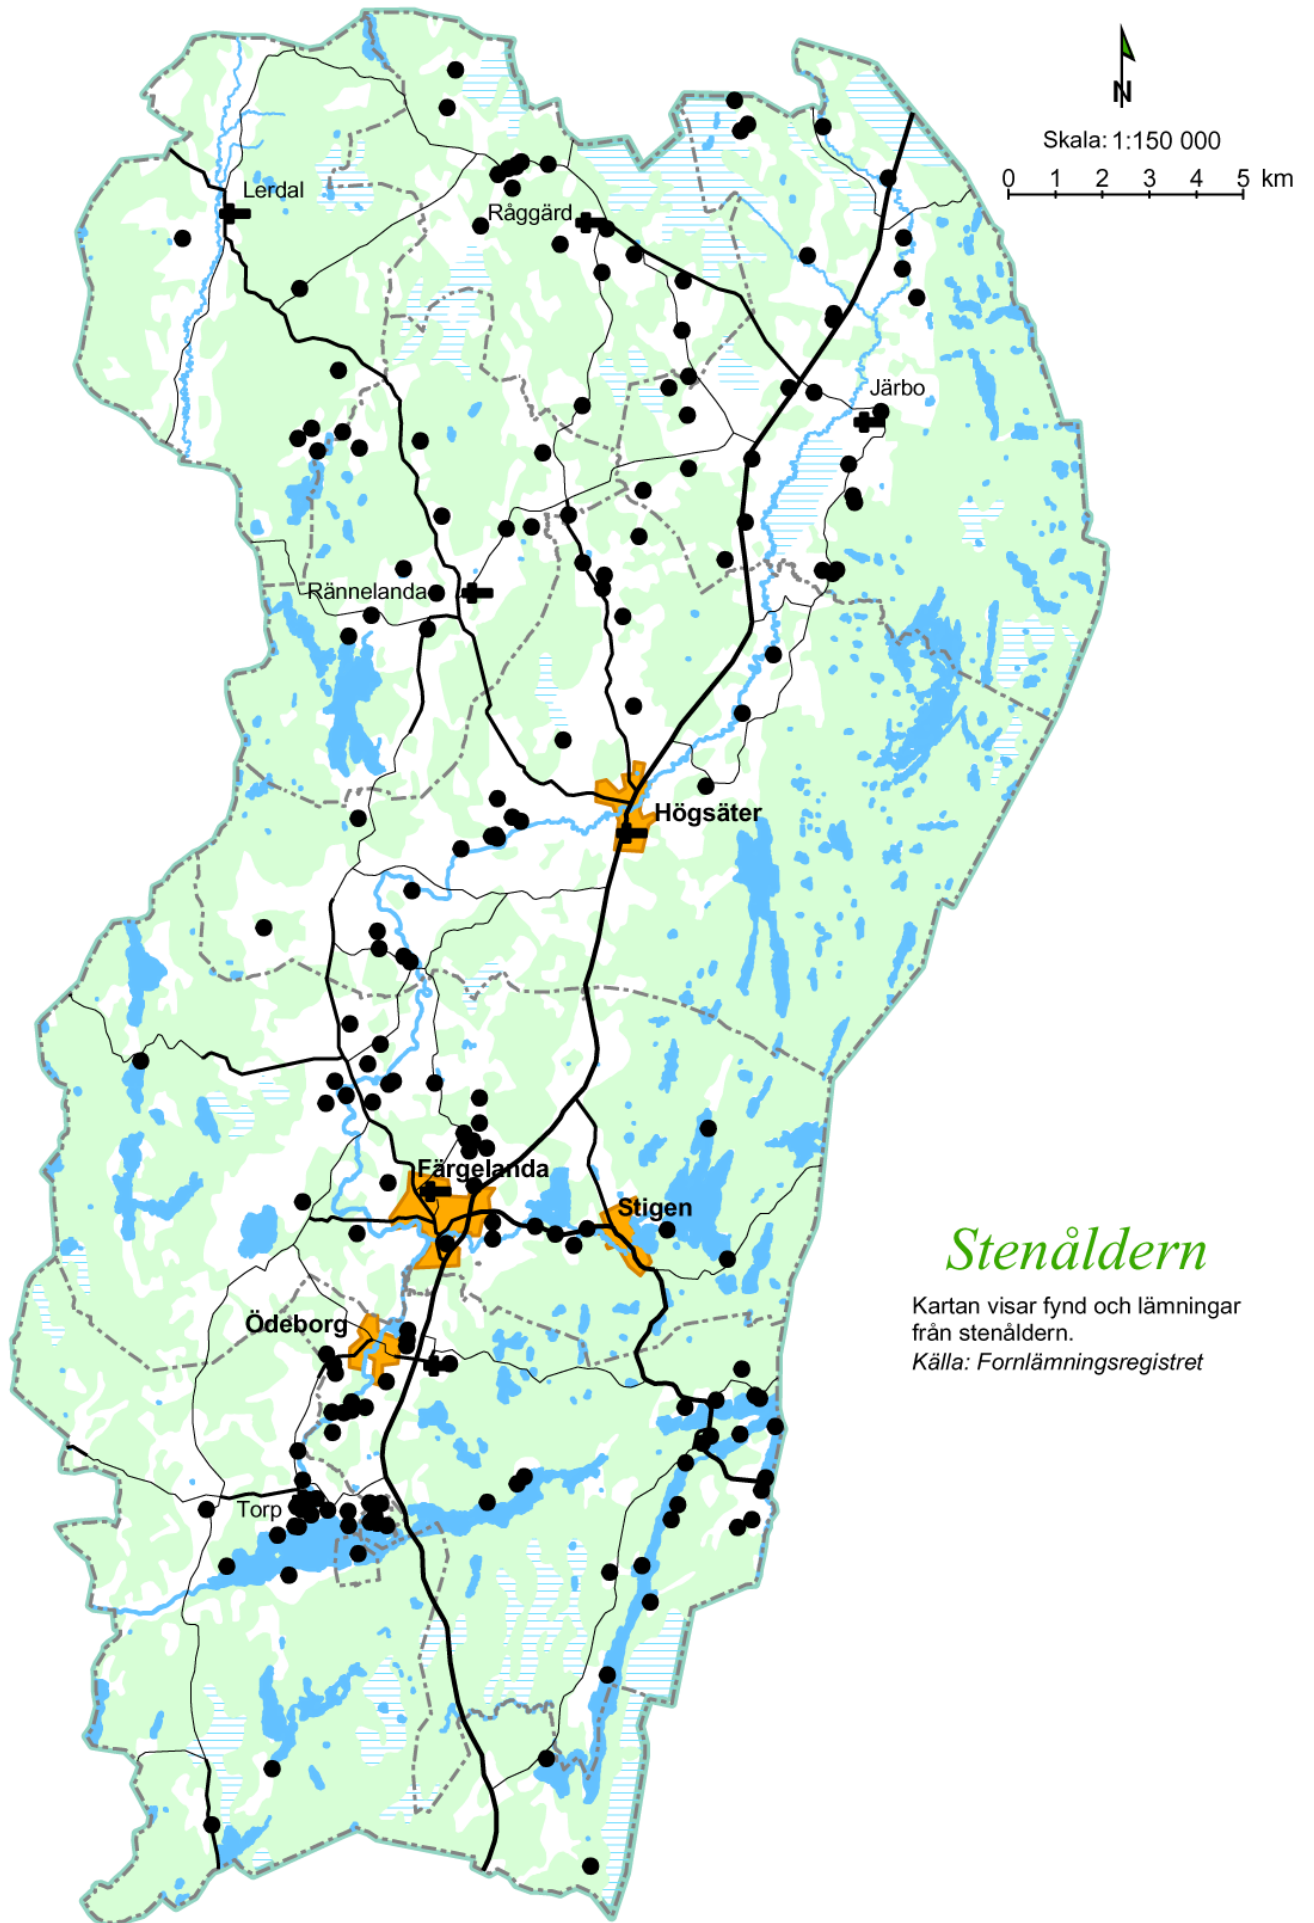 N
Skala: 1:150 000
0 1 2 3 4 5 km
Lerdal
Råggärd
Järbo
Rännelanda
Högsäter
Färgelanda
Stigen
Ödeborg
Torp
Stenåldern
Kartan visar fynd och lämningar
från stenåldern.
Källa: Fornlämningsregistret